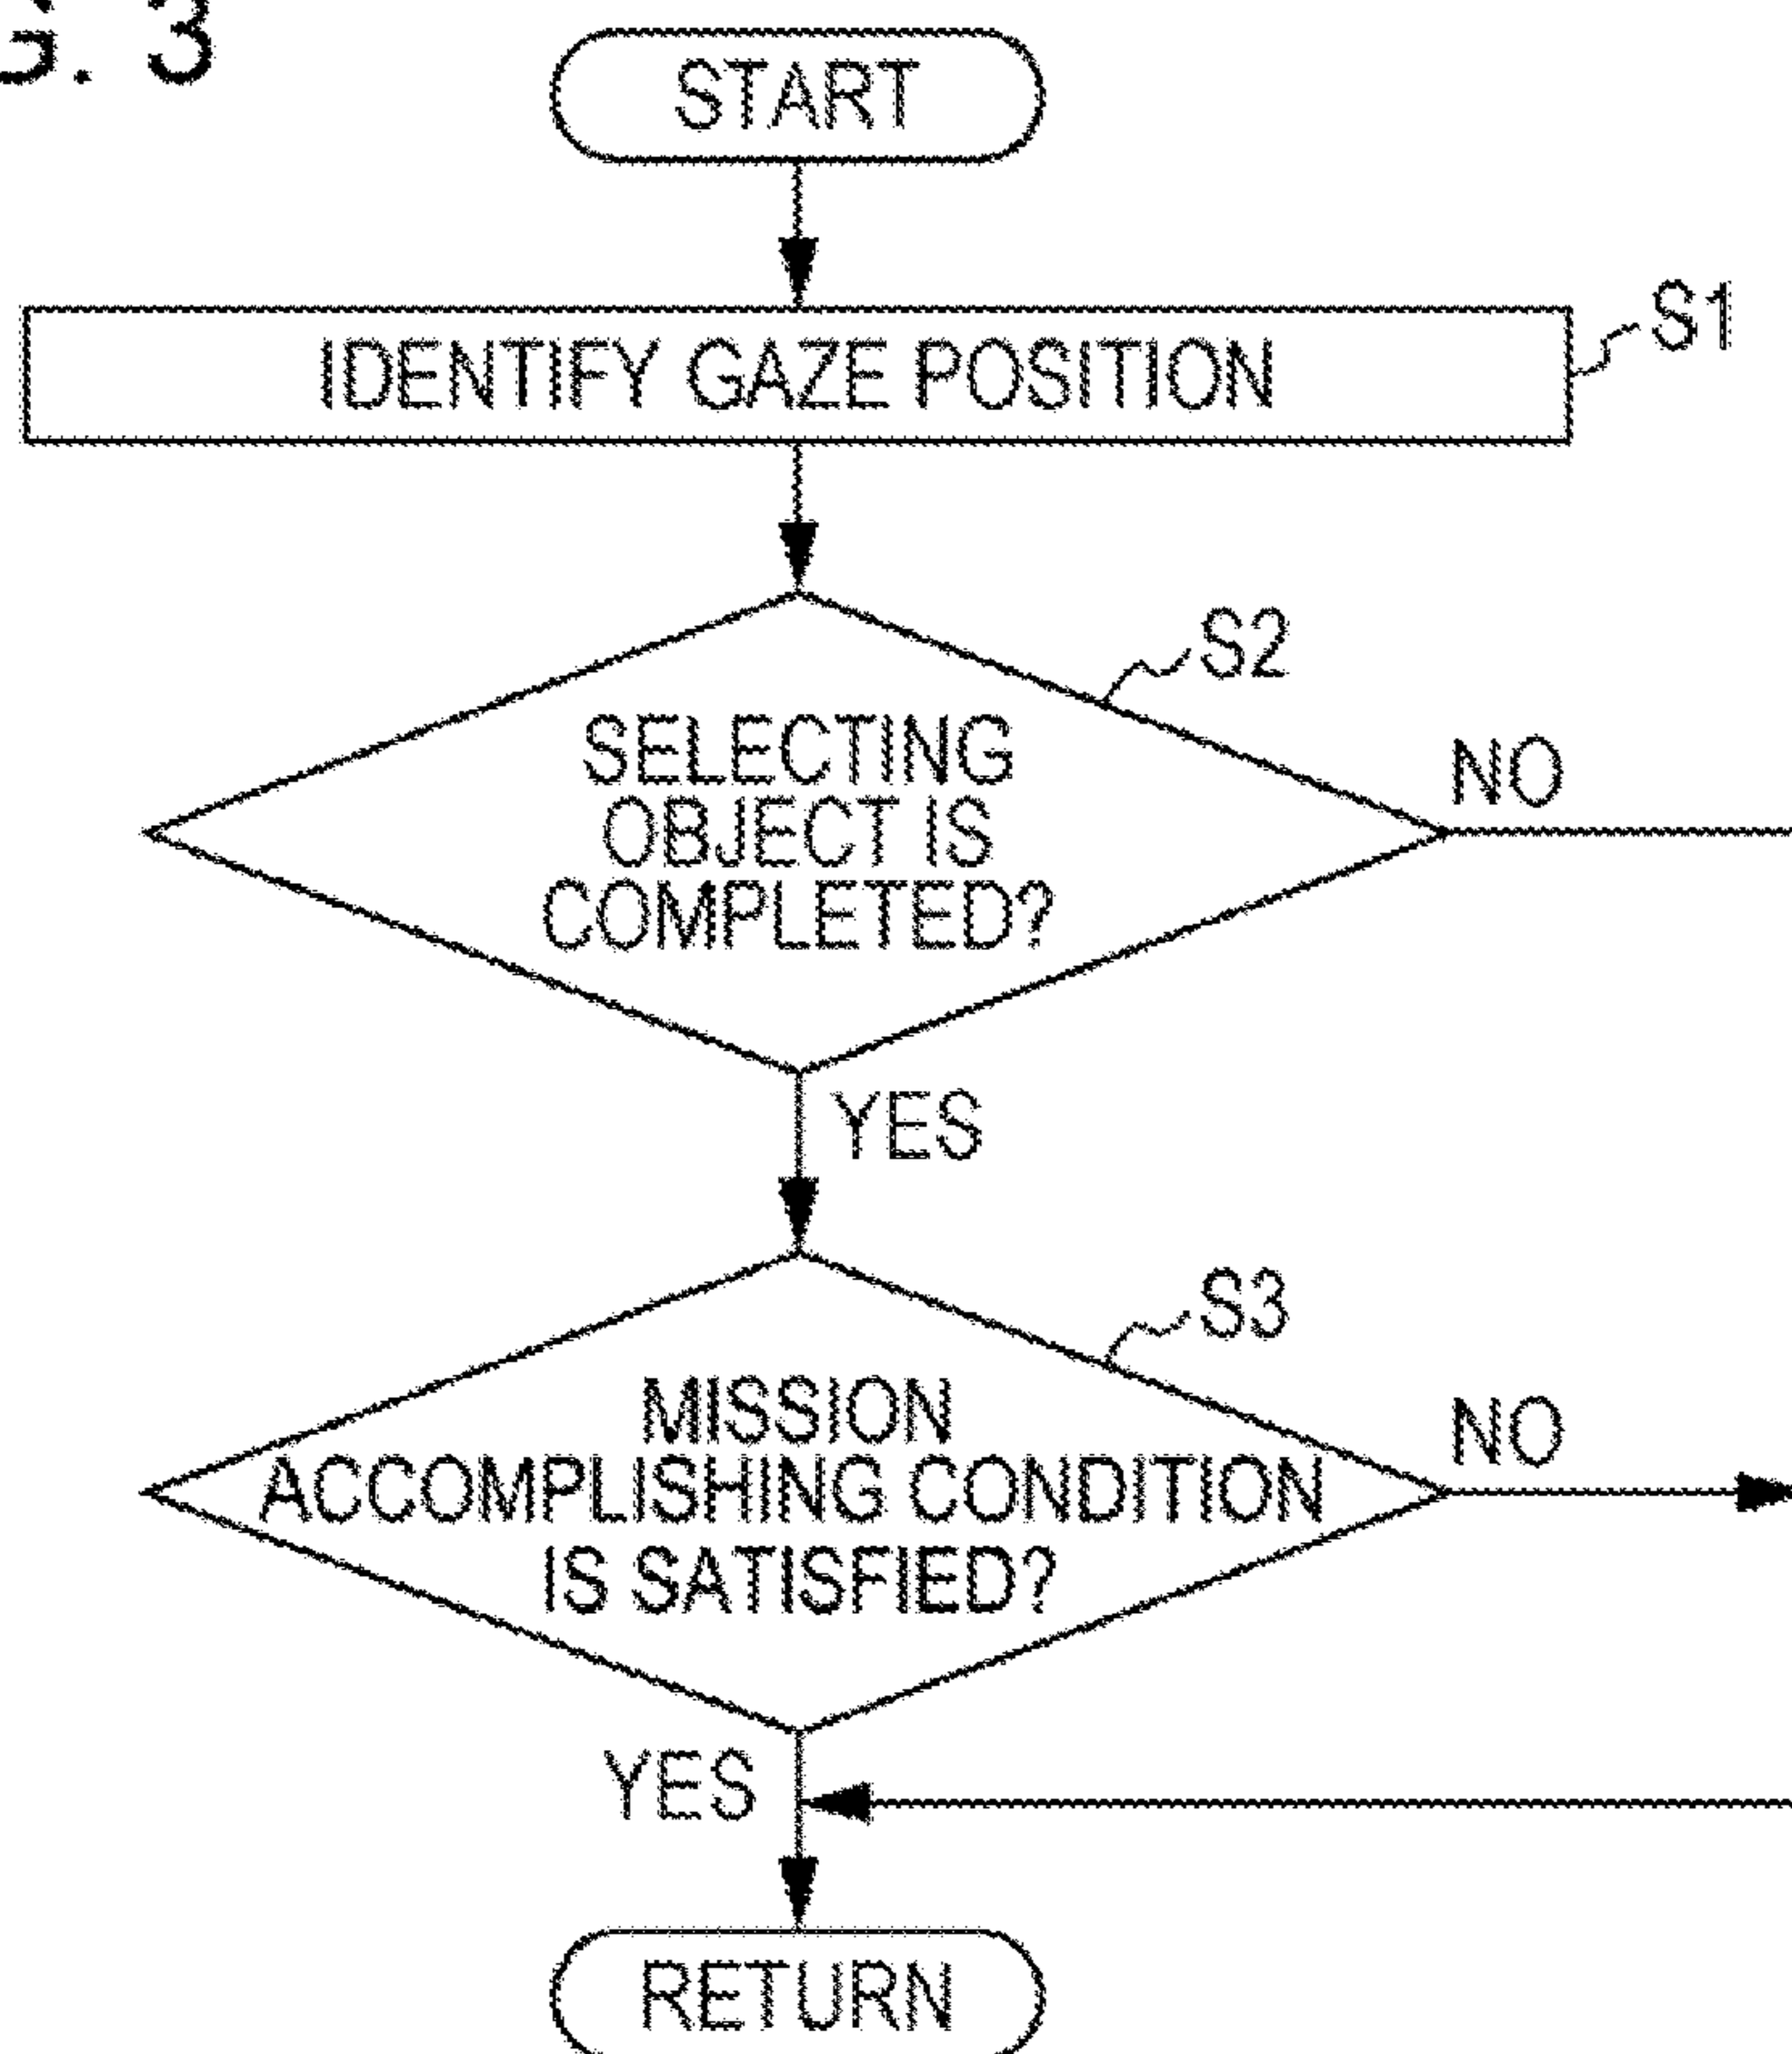 G. 3
START
IDENTIFY GAZE POSITION
S1
S2
SELECTING
OBJECT IS
COMPLETED?
NO
YES
S3
MISSION
ACCOMPLISHING CONDITION
IS SATISFIED?
NO
YES
RETURN